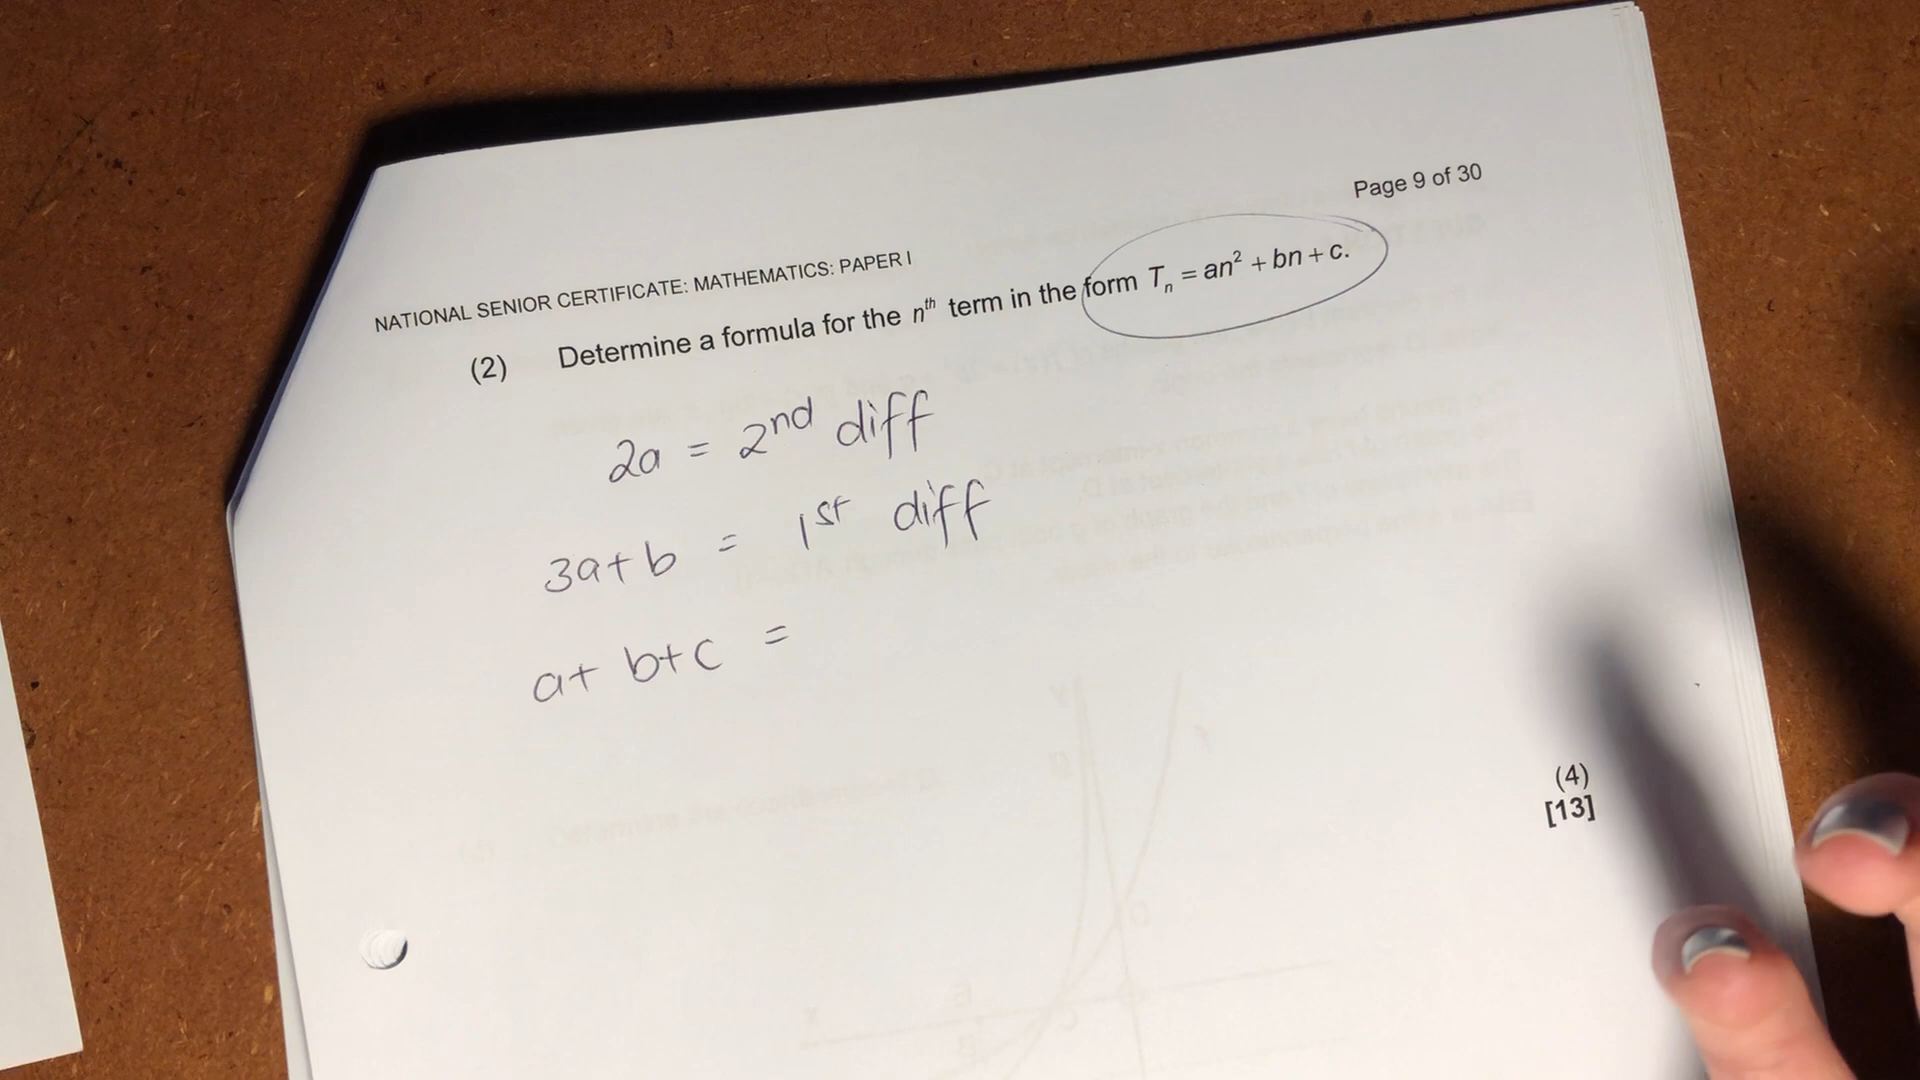 Page 9 of 30
NATIONAL SENIOR CERTIFICATE: MATHEMATICS: PAPER I
(2) Determine a formula for the nᵗʰ term in the form Tₙ = an² + bn + c.
2a = 2ⁿᵈ diff
3a+b = 1ˢᵗ diff
a+ b+c =
(4)
[13]